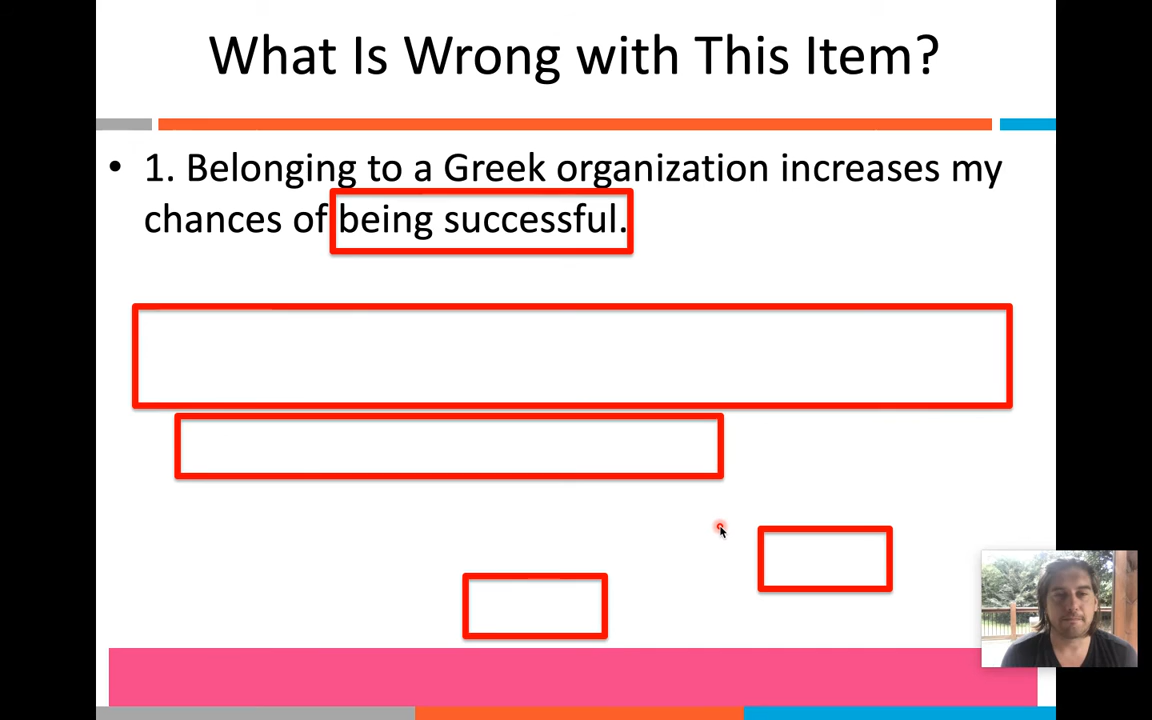 What Is Wrong with This Item?
• 1. Belonging to a Greek organization increases my
chances of being successful.